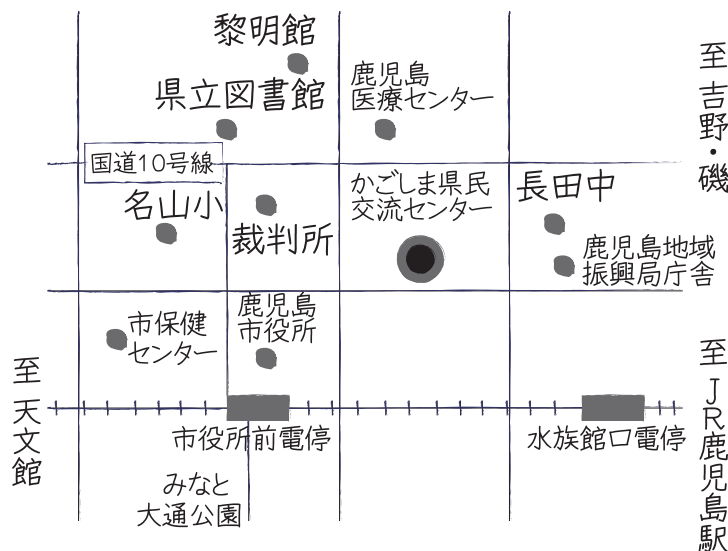 黎明館
県立図書館
鹿児島
医療センター
至吉野・磯
国道10号線
名山小
裁判所
かごしま県民
交流センター
長田中
鹿児島地域
振興局庁舎
市保健
センター
鹿児島
市役所
至天文館
至JR鹿児島駅
市役所前電停
水族館口電停
みなと
大通公園